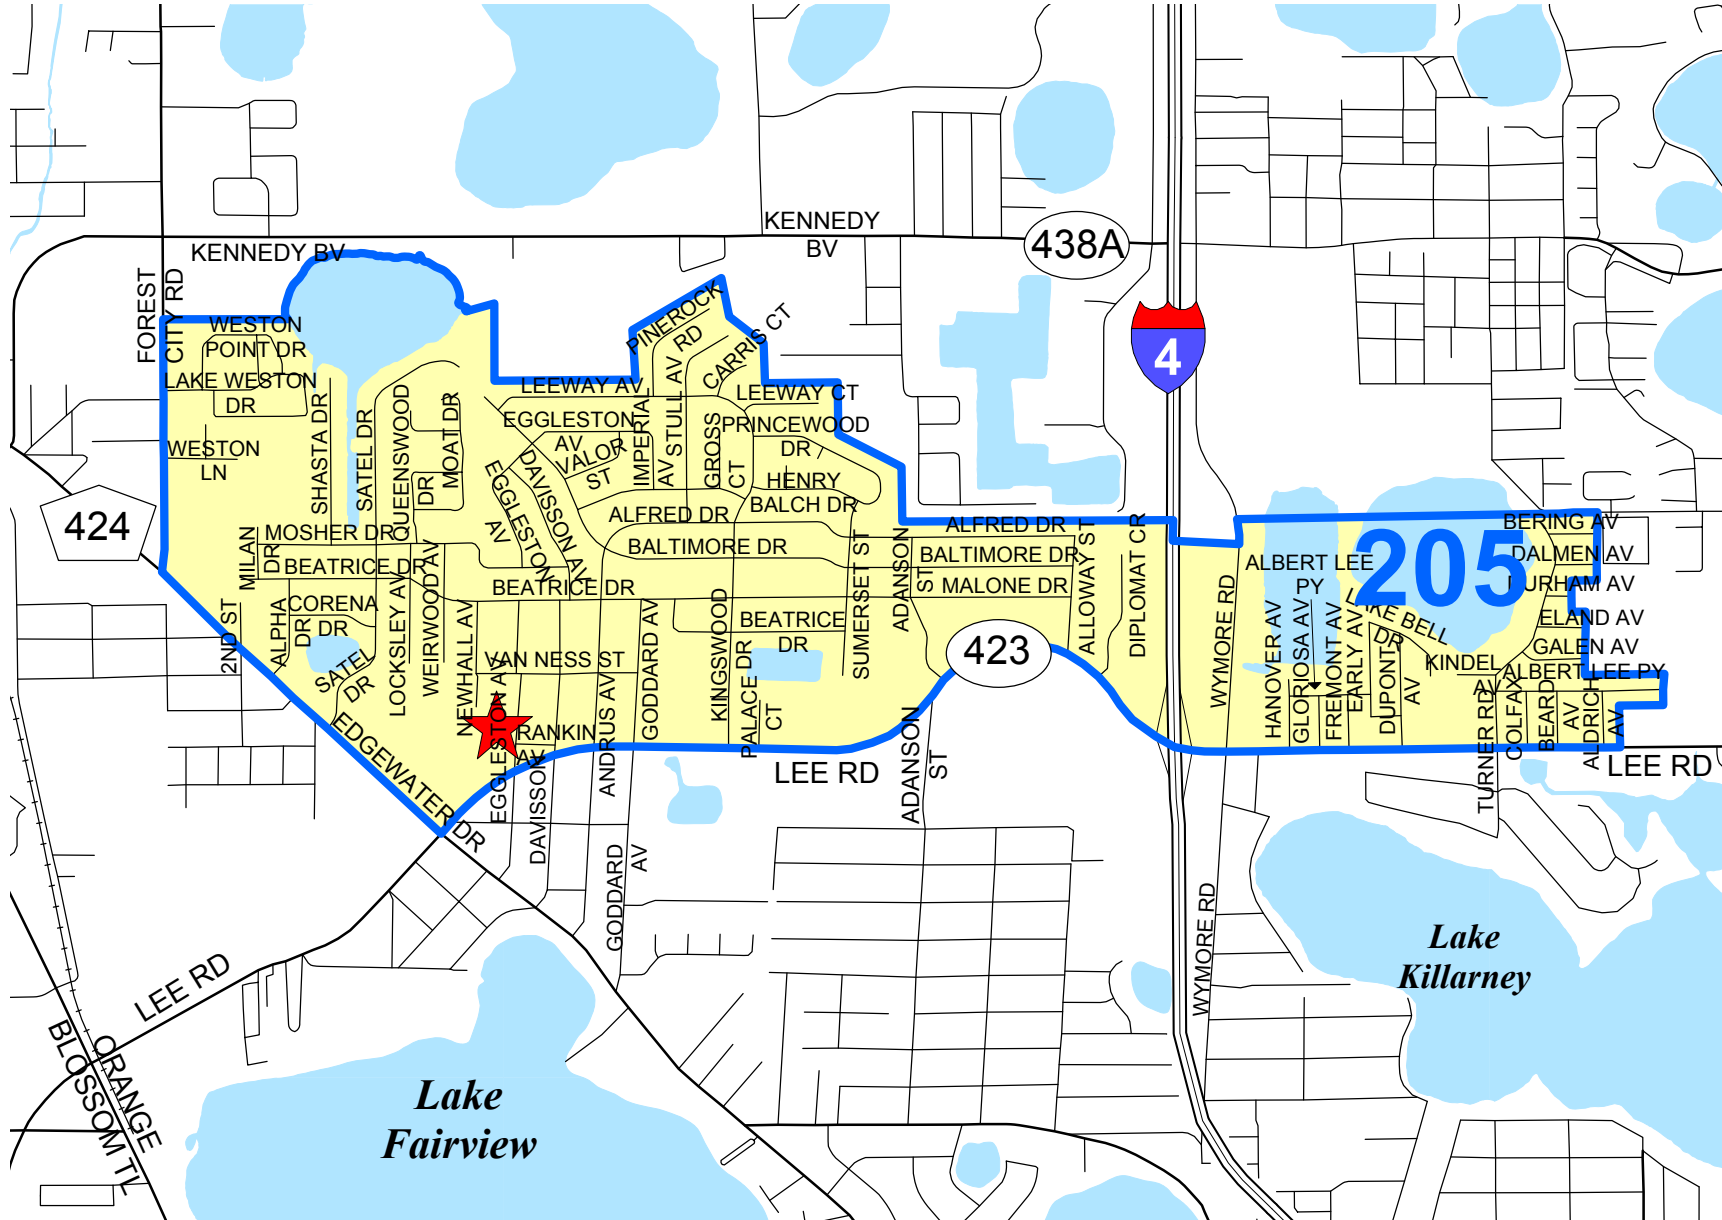 KENNEDY
BV
438A
KENNEDY BV
FOREST
CITY RD
4
WESTON
POINT DR
LAKE WESTON
DR
WESTON
LN
PINEROCK
RD
CARRIS CT
LEEWAY AV
LEEWAY CT
EGGLESTON
AV
VALOR
ST
IMPERIAL
AV
STULL AV
GROSS
CT
PRINCEWOOD
DR
HENRY
BALCH DR
SHASTA DR
SATEL DR
QUEENSWOOD
DR
MOAT DR
EGGLESTON
AV
DAVISSON AV
424
MILAN
DR
MOSHER DR
BEATRICE DR
ALFRED DR
BALTIMORE DR
BEATRICE DR
ALFRED DR
BALTIMORE DR
MALONE DR
SOMERSET ST
ADANSON
ST
ALLOWAY ST
DIPLOMAT CR
WYMORE RD
205
ALBERT LEE
PY
BERING AV
DALMEN AV
DURHAM AV
ELAND AV
GALEN AV
ALBERT LEE PY
LAKE BELL
DR
KINDEL
AV
HANOVER AV
GLORIOSA AV
FREMONT AV
EARLY AV
DUPONT
AV
TURNER RD
COLFAX
BEARD
AV
ALDRICH
AV
2ND ST
ALPHA
DR
CORENA
DR
SATEL
DR
LOCKSLEY AV
WEIRWOOD AV
NEWHALL AV
VAN NESS ST
EGGLESTON AV
RANKIN
AV
DAVISSON
ANDRUS AV
GODDARD AV
KINGSWOOD
PALACE DR
CT
BEATRICE
DR
423
EDGEWATER DR
LEE RD
ADANSON
ST
LEE RD
GODDARD
AV
LEE RD
WYMORE RD
ORANGE
BLOSSOM TL
Lake
Fairview
Lake
Killarney